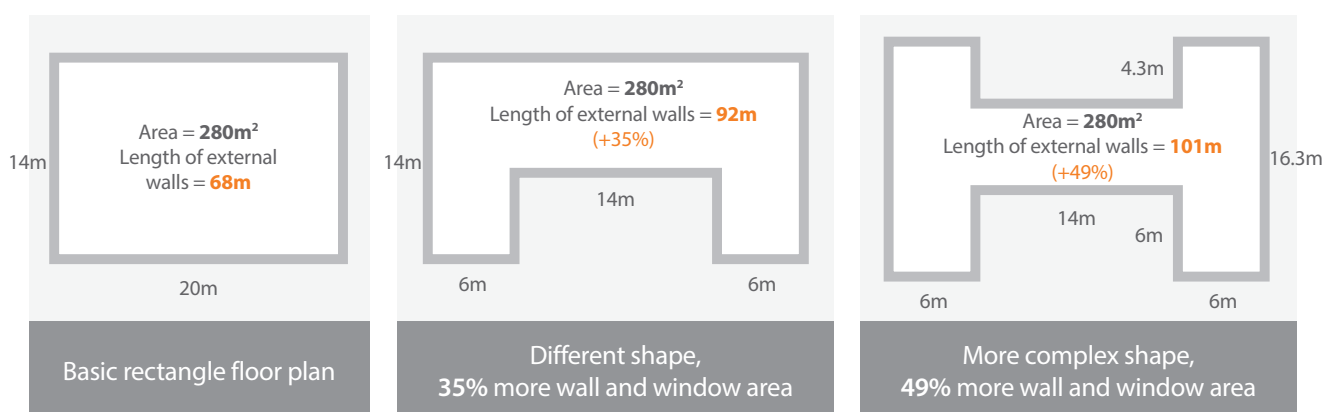 14m
Area = 280m²
Length of external
walls = 68m
20m
Basic rectangle floor plan
Area = 280m²
Length of external walls = 92m
(+35%)
14m
14m
6m
6m
Different shape,
35% more wall and window area
4.3m
Area = 280m²
Length of external walls = 101m
(+49%)
16.3m
14m
6m
6m
6m
More complex shape,
49% more wall and window area